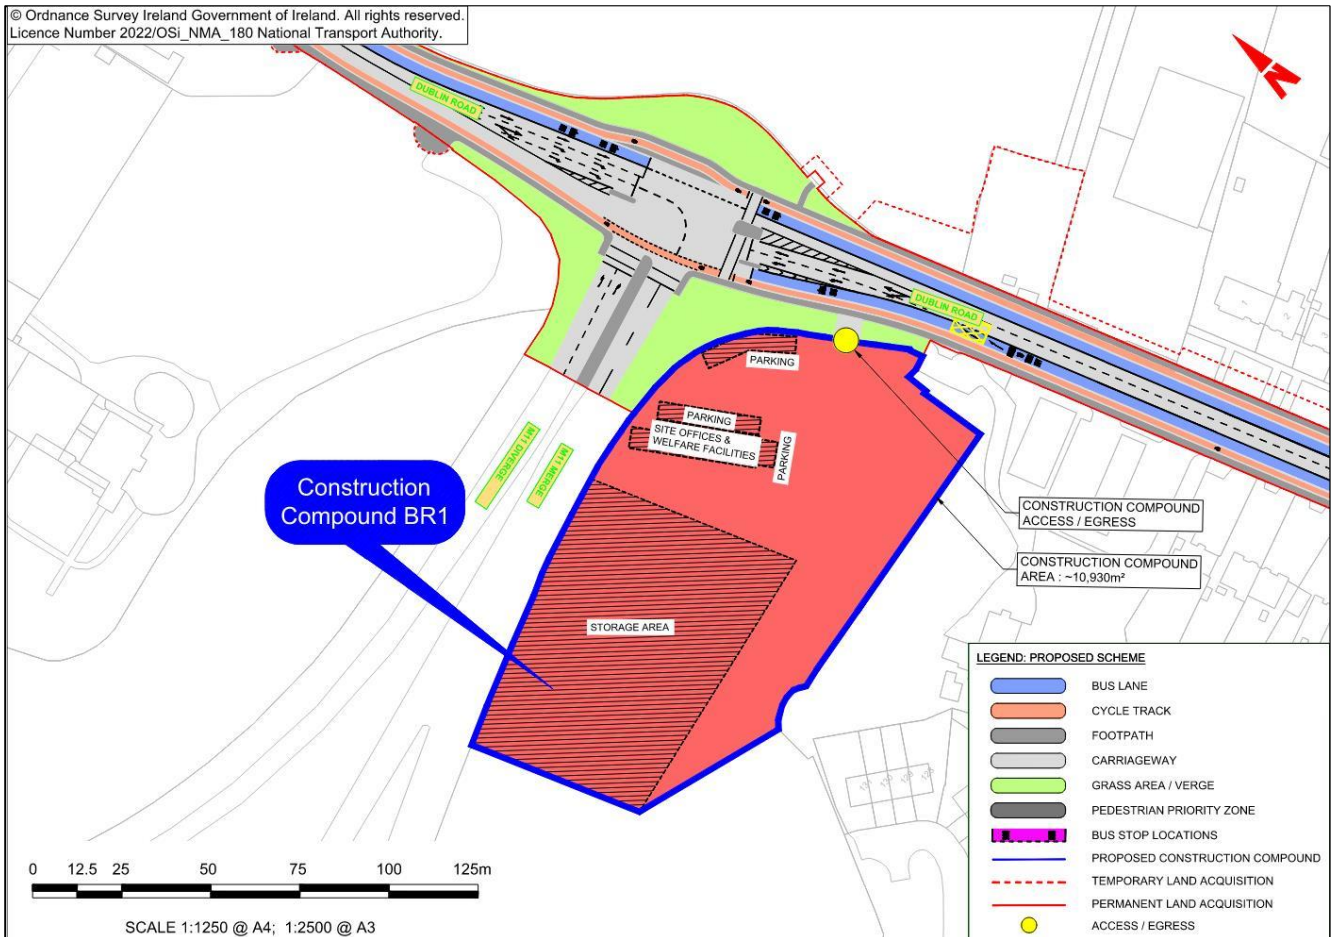 © Ordnance Survey Ireland Government of Ireland. All rights reserved.
Licence Number 2022/OSi_NMA_180 National Transport Authority.
N
DUBLIN ROAD
DUBLIN ROAD
PARKING
PARKING
SITE OFFICES &
WELFARE FACILITIES
PARKING
M11 DIVERGE
M11 MERGE
Construction
Compound BR1
CONSTRUCTION COMPOUND
ACCESS / EGRESS
CONSTRUCTION COMPOUND
AREA : ~10,930m²
STORAGE AREA
LEGEND: PROPOSED SCHEME
BUS LANE
CYCLE TRACK
FOOTPATH
CARRIAGEWAY
GRASS AREA / VERGE
PEDESTRIAN PRIORITY ZONE
BUS STOP LOCATIONS
PROPOSED CONSTRUCTION COMPOUND
TEMPORARY LAND ACQUISITION
PERMANENT LAND ACQUISITION
ACCESS / EGRESS
0 12.5 25 50 75 100 125m
SCALE 1:1250 @ A4; 1:2500 @ A3